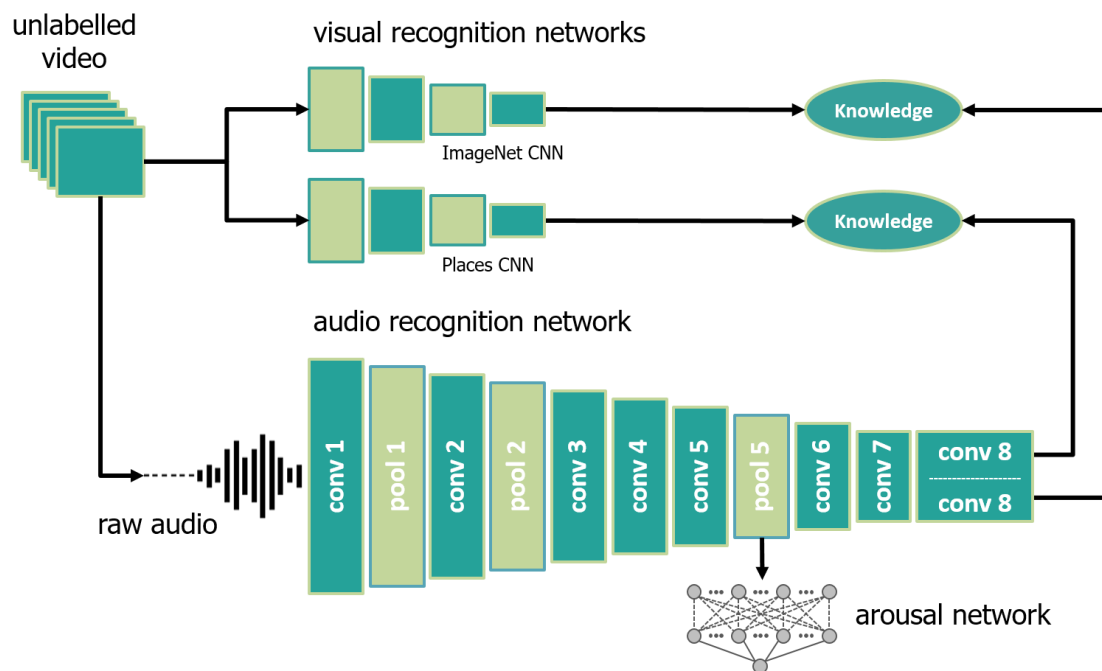 unlabelled
video
visual recognition networks
Knowledge
ImageNet CNN
Knowledge
Places CNN
audio recognition network
conv 1
pool 1
conv 2
pool 2
conv 3
conv 4
conv 5
pool 5
conv 6
conv 7
conv 8
conv 8
raw audio
arousal network